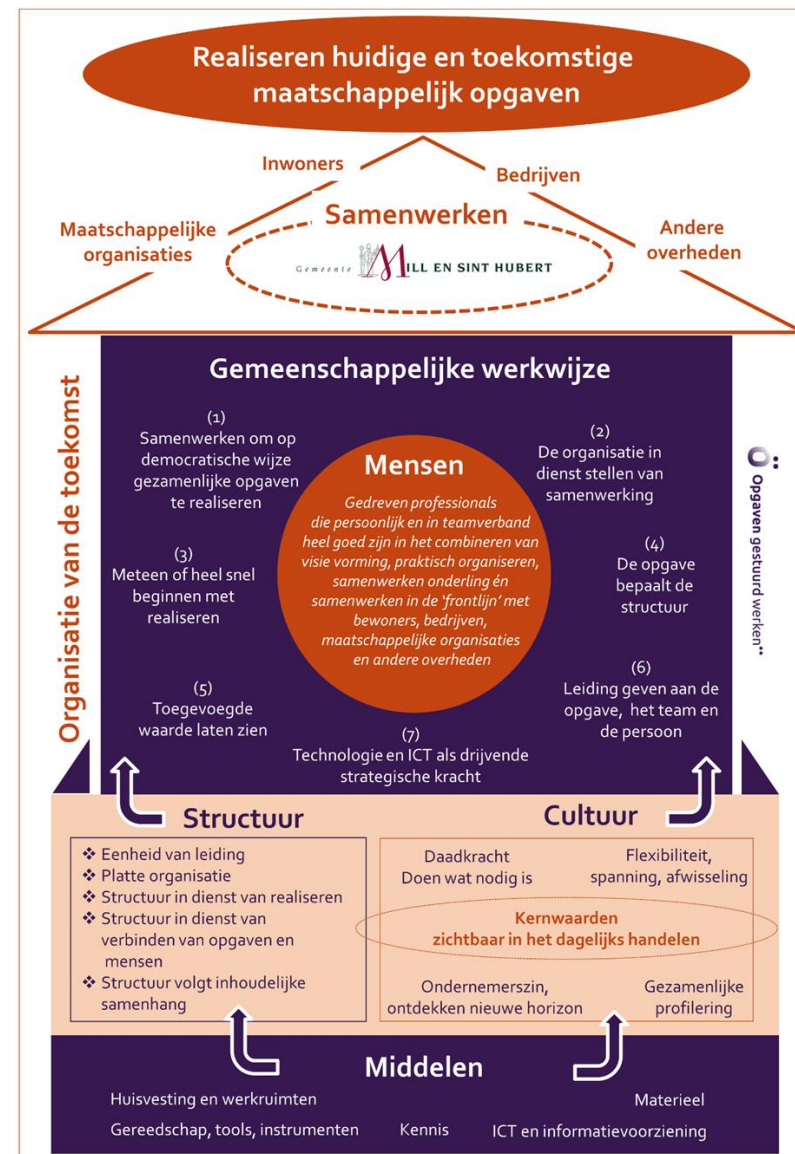 Realiseren huidige en toekomstige
maatschappelijk opgaven
Inwoners
Bedrijven
Maatschappelijke
organisaties
Samenwerken
Andere
overheden
Gemeente MILL EN SINT HUBERT
Organisatie van de toekomst
Gemeenschappelijke werkwijze
(1)
Samenwerken om op
democratische wijze
gezamenlijke opgaven
te realiseren
(2)
De organisatie in
dienst stellen van
samenwerking
Mensen
Gedreven professionals
die persoonlijk en in teamverband
heel goed zijn in het combineren van
visie vorming, praktisch organiseren,
samenwerken onderling én
samenwerken in de ‘frontlijn’ met
bewoners, bedrijven,
maatschappelijke organisaties
en andere overheden
(3)
Meteen of heel snel
beginnen met
realiseren
(4)
De opgave
bepaalt de
structuur
(5)
Toegevoegde
waarde laten zien
(6)
Leiding geven aan de
opgave, het team en
de persoon
(7)
Technologie en ICT als drijvende
strategische kracht
Ö Opgaven gestuurd werken
Structuur
❖ Eenheid van leiding
❖ Platte organisatie
❖ Structuur in dienst van realiseren
❖ Structuur in dienst van
verbinden van opgaven en
mensen
❖ Structuur volgt inhoudelijke
samenhang
Cultuur
Daadkracht
Doen wat nodig is
Flexibiliteit,
spanning, afwisseling
Kernwaarden
zichtbaar in het dagelijks handelen
Ondernemerszin,
ontdekken nieuwe horizon
Gezamenlijke
profilering
Middelen
Huisvesting en werkruimten
Materieel
Gereedschap, tools, instrumenten
Kennis
ICT en informatievoorziening